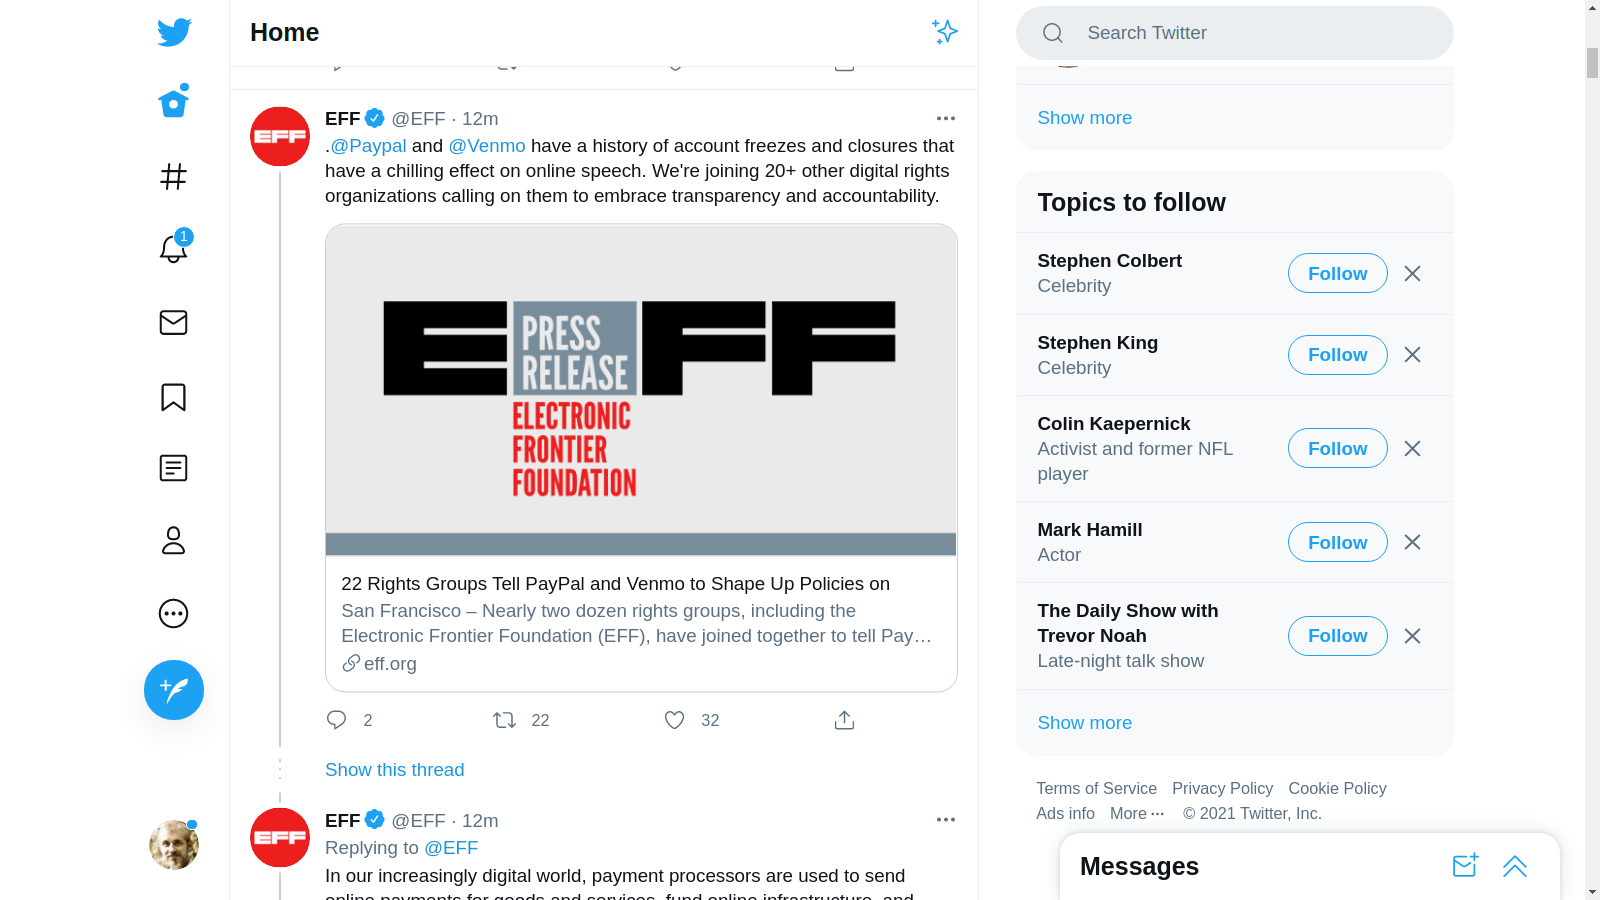 Home
EFF @EFF · 12m
.@Paypal and @Venmo have a history of account freezes and closures that
have a chilling effect on online speech. We're joining 20+ other digital rights
organizations calling on them to embrace transparency and accountability.
EFF
PRESS
RELEASE
ELECTRONIC
FRONTIER
FOUNDATION
22 Rights Groups Tell PayPal and Venmo to Shape Up Policies on
San Francisco – Nearly two dozen rights groups, including the
Electronic Frontier Foundation (EFF), have joined together to tell Pay…
eff.org
2 22 32
Show this thread
EFF
EFF @EFF · 12m
Replying to @EFF
In our increasingly digital world, payment processors are used to send
online payments for goods and services, fund online infrastructure, and
1
Search Twitter
Show more
Topics to follow
Stephen Colbert
Celebrity
Follow
Stephen King
Celebrity
Follow
Colin Kaepernick
Activist and former NFL
player
Follow
Mark Hamill
Actor
Follow
The Daily Show with
Trevor Noah
Late-night talk show
Follow
Show more
Terms of Service Privacy Policy Cookie Policy
Ads info More ··· © 2021 Twitter, Inc.
Messages
EFF